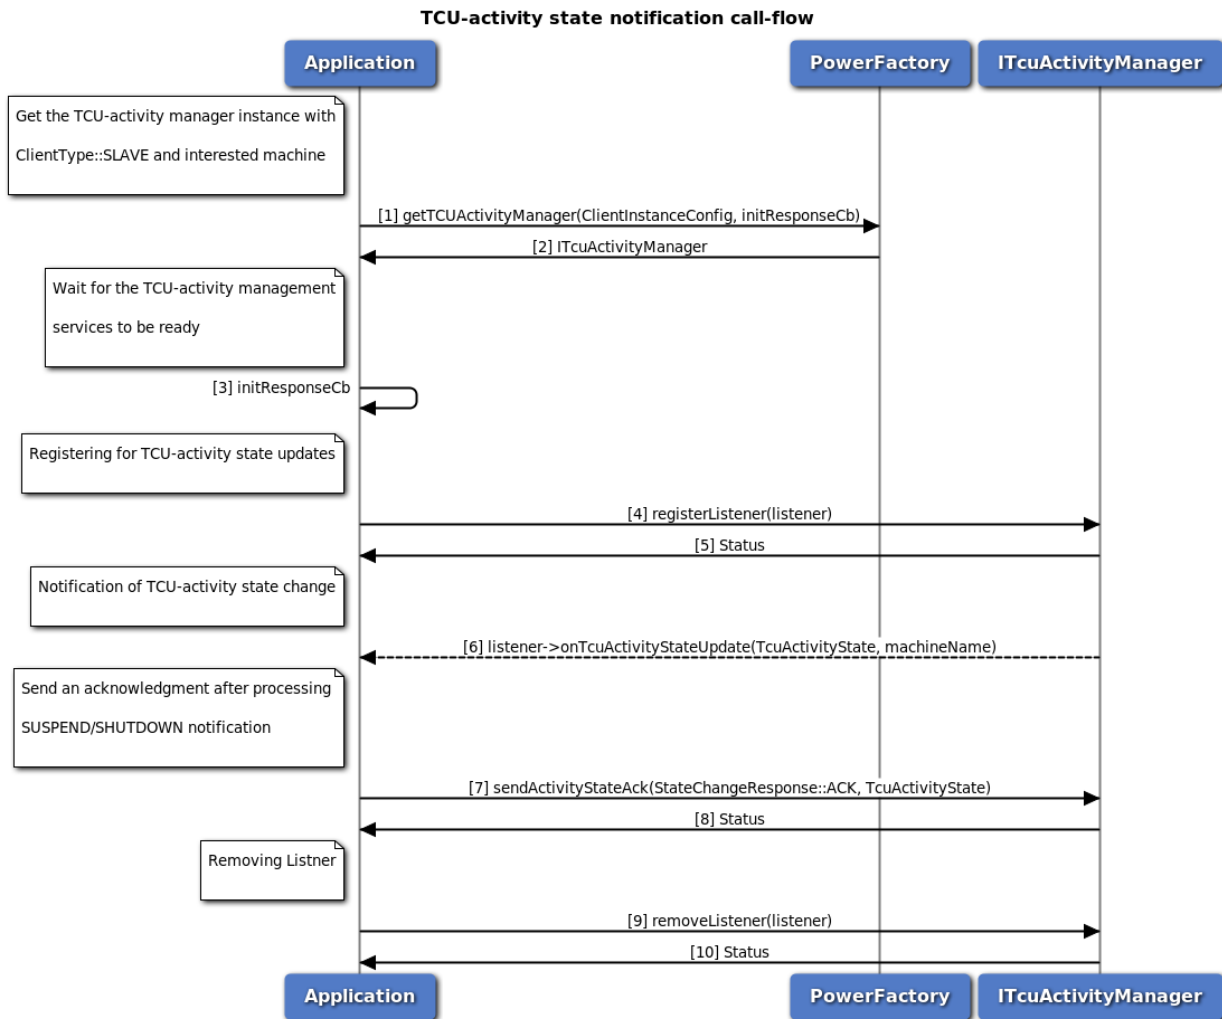 TCU-activity state notification call-flow
Application
PowerFactory
ITcuActivityManager
Get the TCU-activity manager instance with
ClientType::SLAVE and interested machine
[1] getTCUActivityManager(ClientInstanceConfig, initResponseCb)
[2] ITcuActivityManager
Wait for the TCU-activity management
services to be ready
[3] initResponseCb
Registering for TCU-activity state updates
[4] registerListener(listener)
[5] Status
Notification of TCU-activity state change
[6] listener->onTcuActivityStateUpdate(TcuActivityState, machineName)
Send an acknowledgment after processing
SUSPEND/SHUTDOWN notification
[7] sendActivityStateAck(StateChangeResponse::ACK, TcuActivityState)
[8] Status
Removing Listner
[9] removeListener(listener)
[10] Status
Application
PowerFactory
ITcuActivityManager